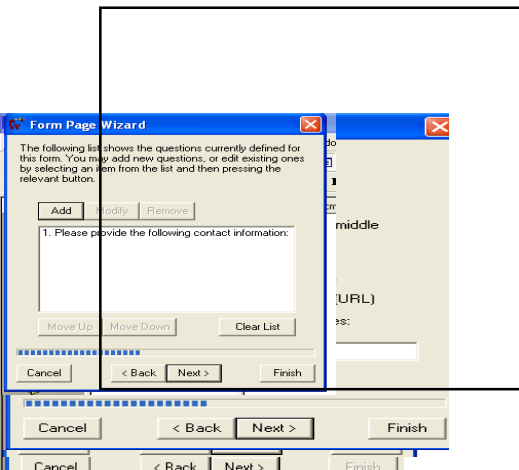 Form Page Wizard
The following list shows the questions currently defined for
this form. You may add new questions, or edit existing ones
by selecting an item from the list and then pressing the
relevant button.
Add Modify Remove
1. Please provide the following contact information:
Move Up Move Down Clear List
Cancel < Back Next > Finish
middle
(URL)
Cancel < Back Next > Finish
Cancel < Back Next > Finish